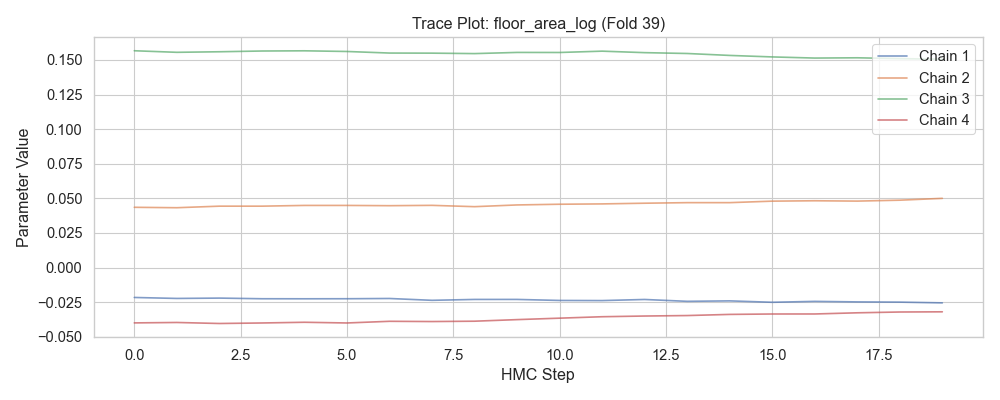 Trace Plot: floor_area_log (Fold 39)
Parameter Value
0.150
0.125
0.100
0.075
0.050
0.025
0.000
−0.025
−0.050
Chain 1
Chain 2
Chain 3
Chain 4
0.0 2.5 5.0 7.5 10.0 12.5 15.0 17.5
HMC Step